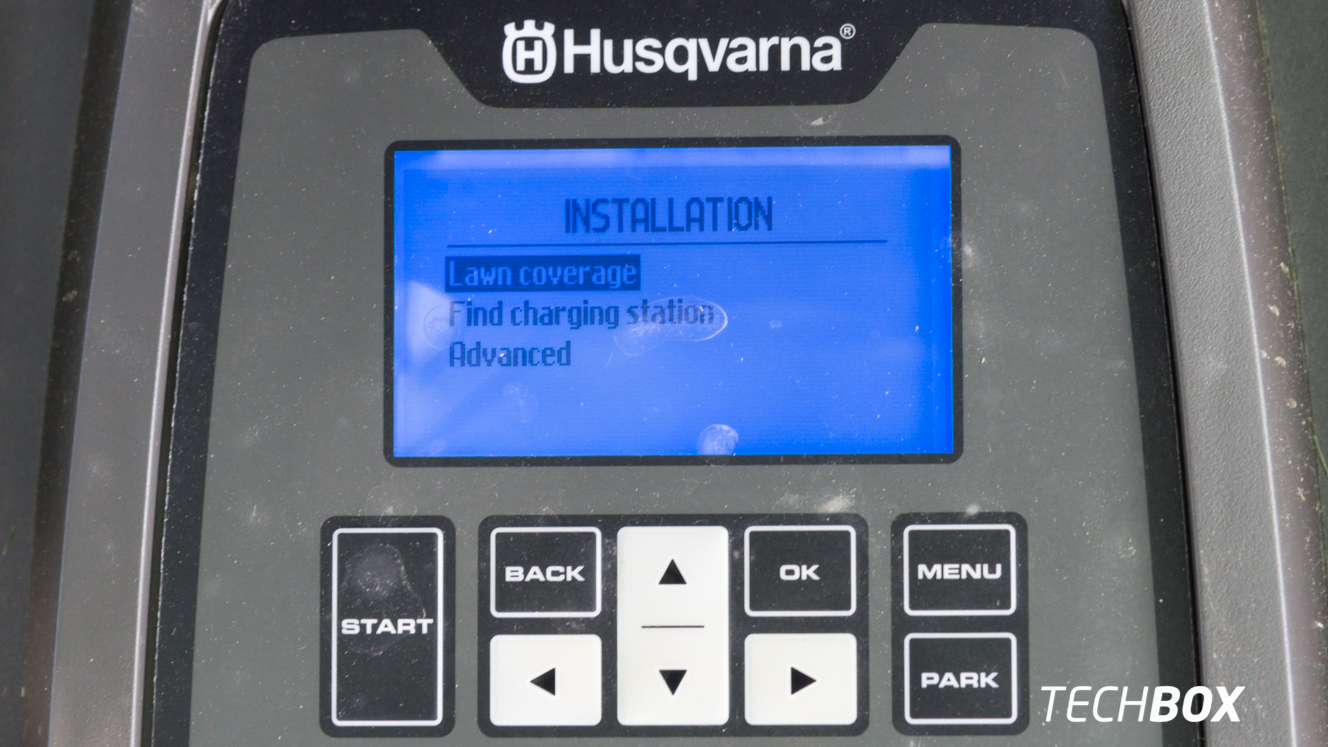 Husqvarna®
INSTALLATION
Lawn coverage
Find charging station
Advanced
START
BACK
OK
MENU
PARK
TECHBOX